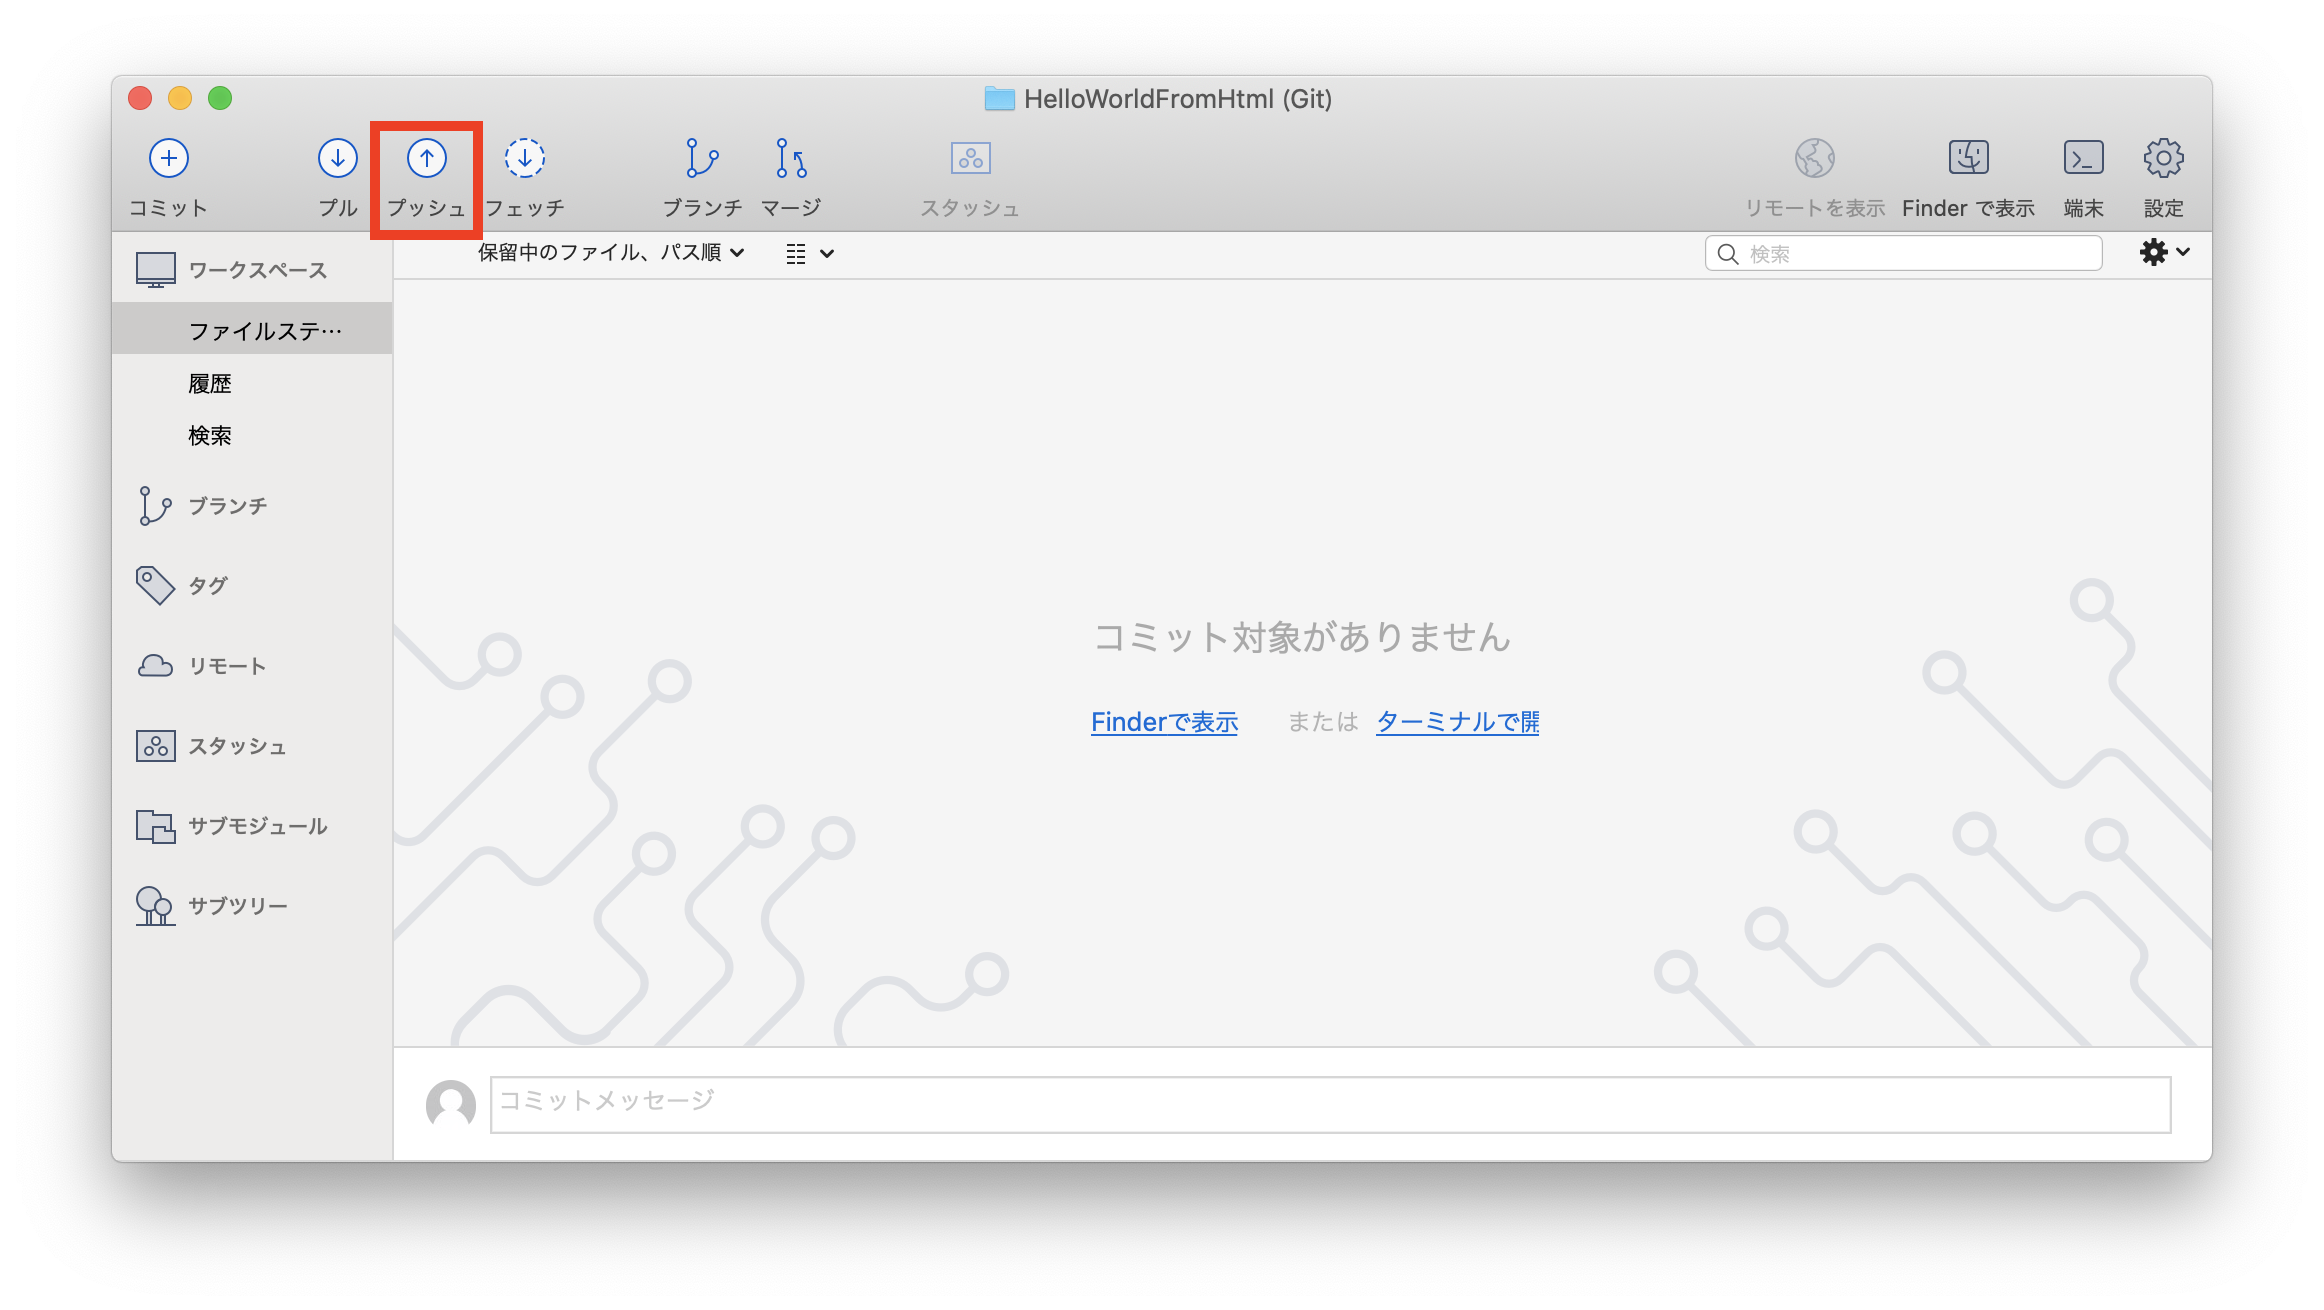 HelloWorldFromHtml (Git)
コミット
プル
プッシュ
フェッチ
ブランチ
マージ
スタッシュ
リモートを表示
Finder で表示
端末
設定
保留中のファイル、パス順
検索
ワークスペース
ファイルステ…
履歴
検索
ブランチ
タグ
リモート
スタッシュ
サブモジュール
サブツリー
コミット対象がありません
Finderで表示 または ターミナルで開
コミットメッセージ